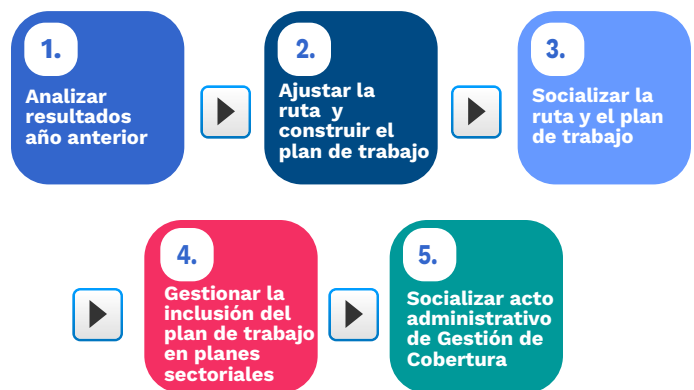 1.
Analizar
resultados
año anterior
2.
Ajustar la
ruta y
construir el
plan de trabajo
3.
Socializar la
ruta y el plan
de trabajo
4.
Gestionar la
inclusión del
plan de trabajo
en planes
sectoriales
5.
Socializar acto
administrativo
de Gestión de
Cobertura